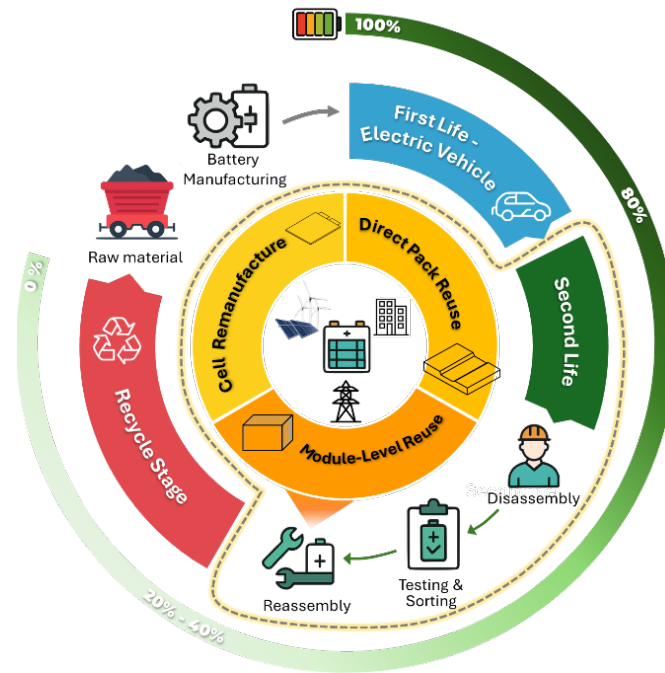 100%
First Life -
Electric Vehicle
80%
Battery
Manufacturing
Raw material
0 %
Cell Remanufacture
Direct Pack Reuse
Module-Level Reuse
Second Life
Recycle Stage
Disassembly
Testing &
Sorting
Reassembly
20% - 40%